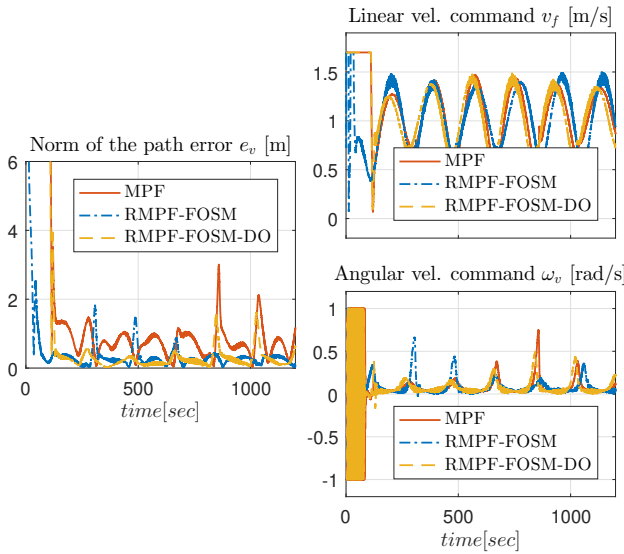 Norm of the path error e_v [m]
6
4
2
0
MPF
RMPF-FOSM
RMPF-FOSM-DO
0 500 1000
time[sec]
Linear vel. command v_f [m/s]
1.5
1
0.5
0
MPF
RMPF-FOSM
RMPF-FOSM-DO
Angular vel. command ω_v [rad/s]
1
0.5
0
-0.5
-1
MPF
RMPF-FOSM
RMPF-FOSM-DO
0 500 1000
time[sec]